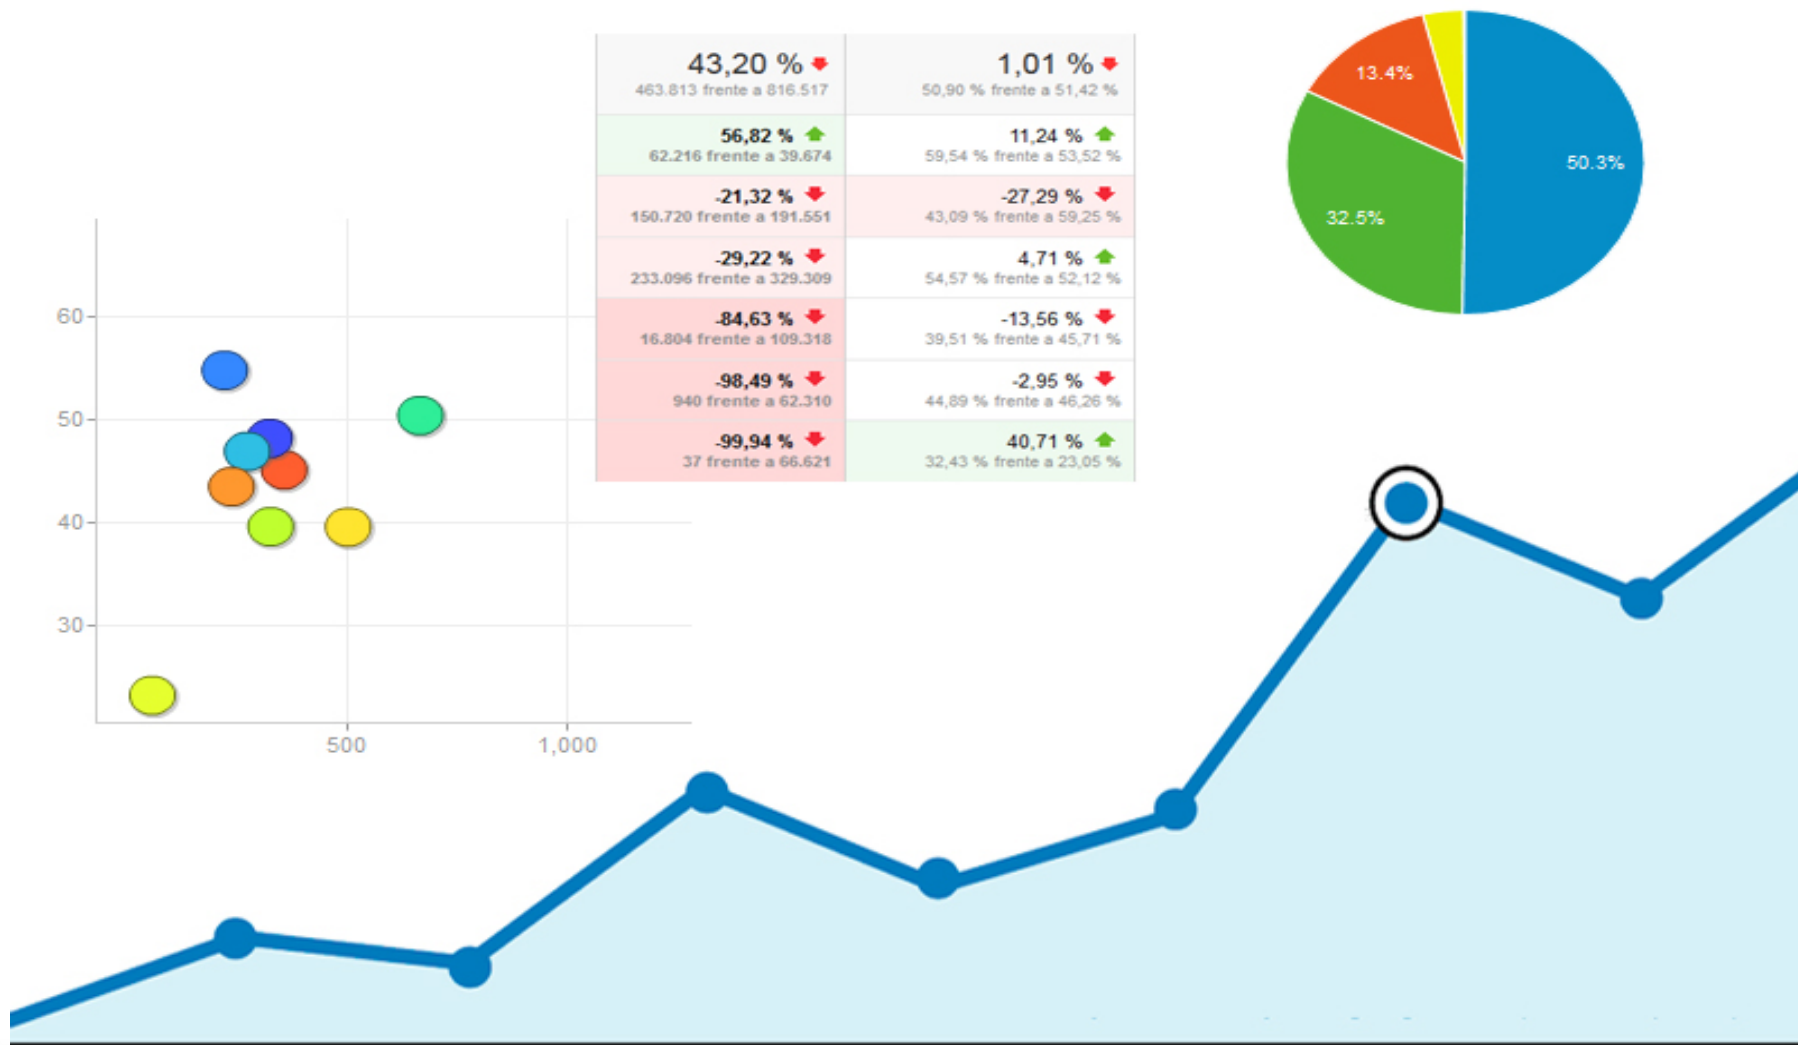 43,20 %
463.813 frente a 816.517
1,01 %
50,90 % frente a 51,42 %
56,82 %
62.216 frente a 39.674
11,24 %
59,54 % frente a 53,52 %
-21,32 %
150.720 frente a 191.551
-27,29 %
43,09 % frente a 59,25 %
-29,22 %
233.096 frente a 329.309
4,71 %
54,57 % frente a 52,12 %
-84,63 %
16.804 frente a 109.318
-13,56 %
39,51 % frente a 45,71 %
-98,49 %
940 frente a 62.310
-2,95 %
44,89 % frente a 46,26 %
-99,94 %
37 frente a 66.621
40,71 %
32,43 % frente a 23,05 %
13.4%
50.3%
32.5%
60
50
40
30
500
1,000